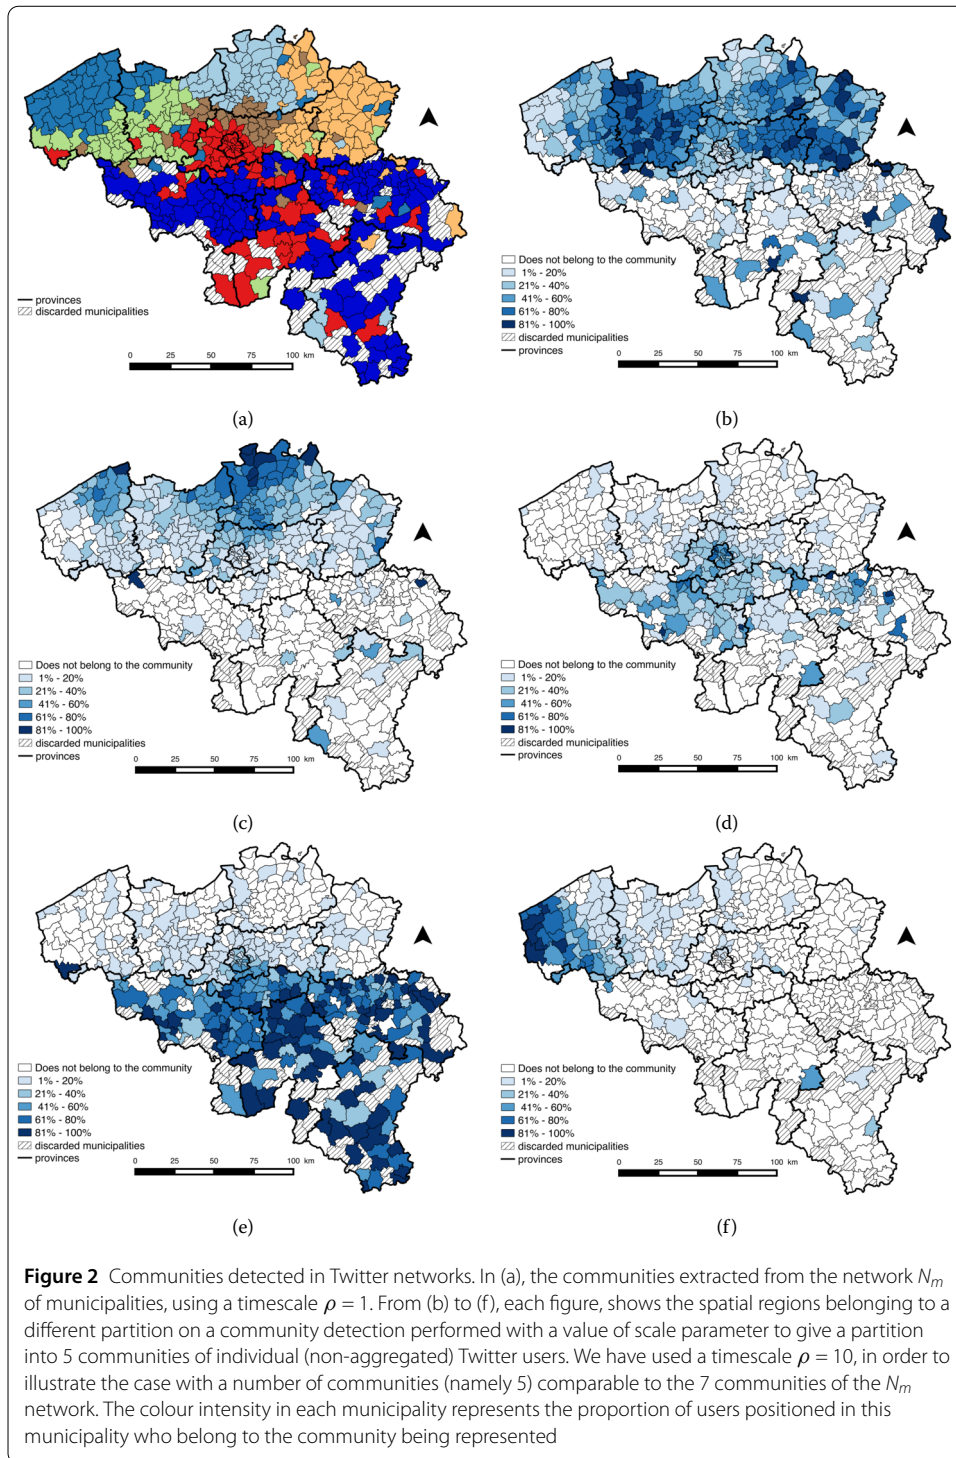 provinces
discarded municipalities
0 25 50 75 100 km
(a)
Does not belong to the community
1% - 20%
21% - 40%
41% - 60%
61% - 80%
81% - 100%
discarded municipalities
provinces
0 25 50 75 100 km
(b)
Does not belong to the community
1% - 20%
21% - 40%
41% - 60%
61% - 80%
81% - 100%
discarded municipalities
provinces
0 25 50 75 100 km
(c)
Does not belong to the community
1% - 20%
21% - 40%
41% - 60%
61% - 80%
81% - 100%
discarded municipalities
provinces
0 25 50 75 100 km
(d)
Does not belong to the community
1% - 20%
21% - 40%
41% - 60%
61% - 80%
81% - 100%
discarded municipalities
provinces
0 25 50 75 100 km
(e)
Does not belong to the community
1% - 20%
21% - 40%
41% - 60%
61% - 80%
81% - 100%
discarded municipalities
provinces
0 25 50 75 100 km
(f)
Figure 2 Communities detected in Twitter networks. In (a), the communities extracted from the network Nm
of municipalities, using a timescale ρ = 1. From (b) to (f), each figure, shows the spatial regions belonging to a
different partition on a community detection performed with a value of scale parameter to give a partition
into 5 communities of individual (non-aggregated) Twitter users. We have used a timescale ρ = 10, in order to
illustrate the case with a number of communities (namely 5) comparable to the 7 communities of the Nm
network. The colour intensity in each municipality represents the proportion of users positioned in this
municipality who belong to the community being represented